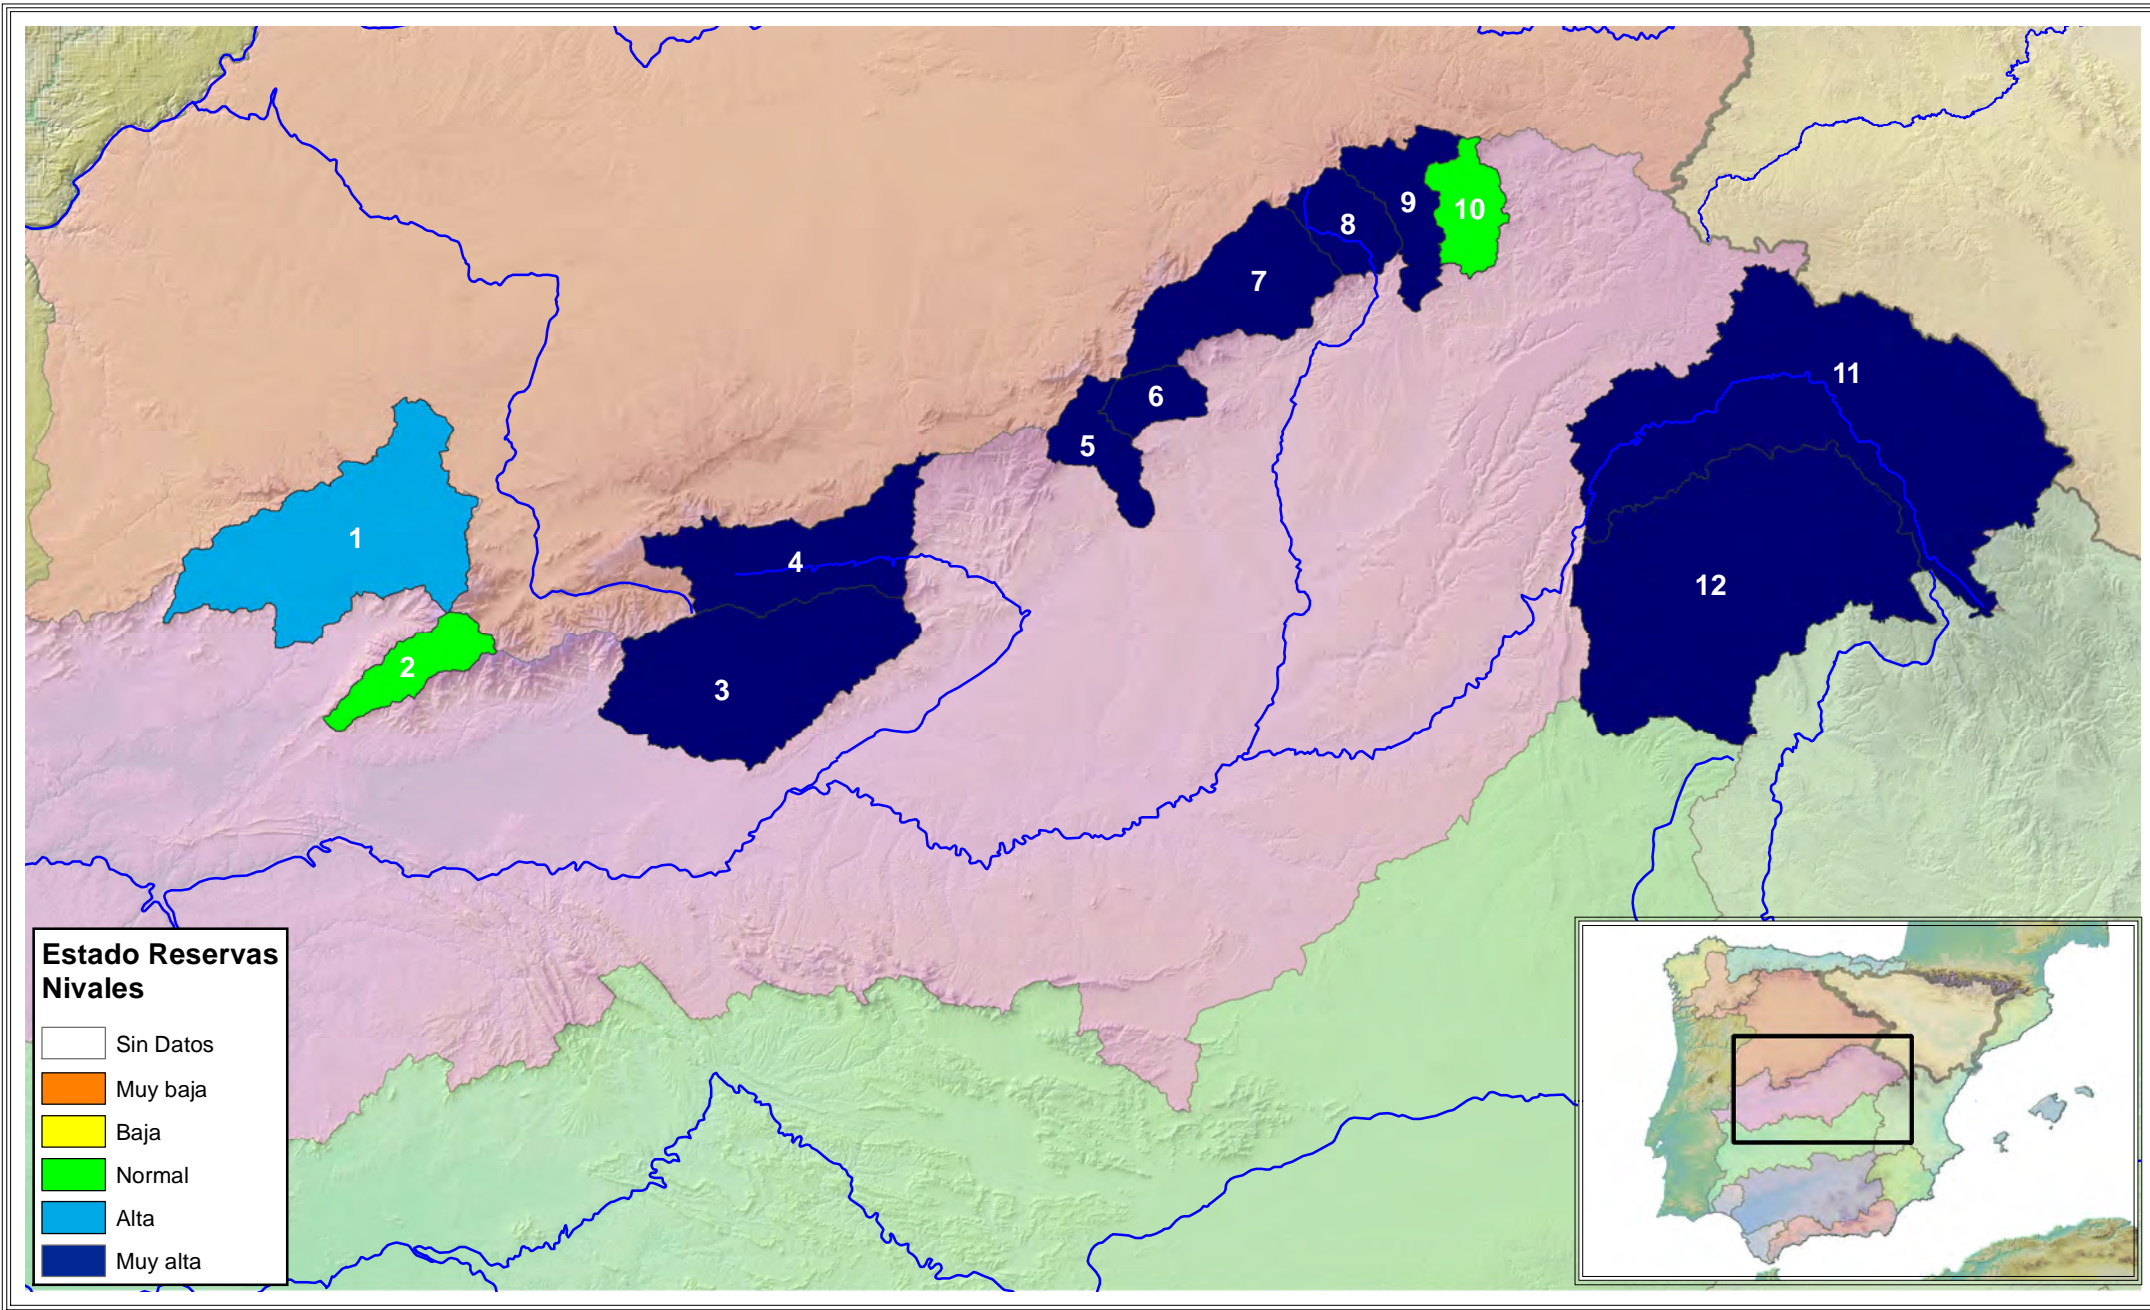 10
9
8
7
11
6
5
1
4
12
2
3
Estado Reservas
Nivales
Sin Datos
Muy baja
Baja
Normal
Alta
Muy alta